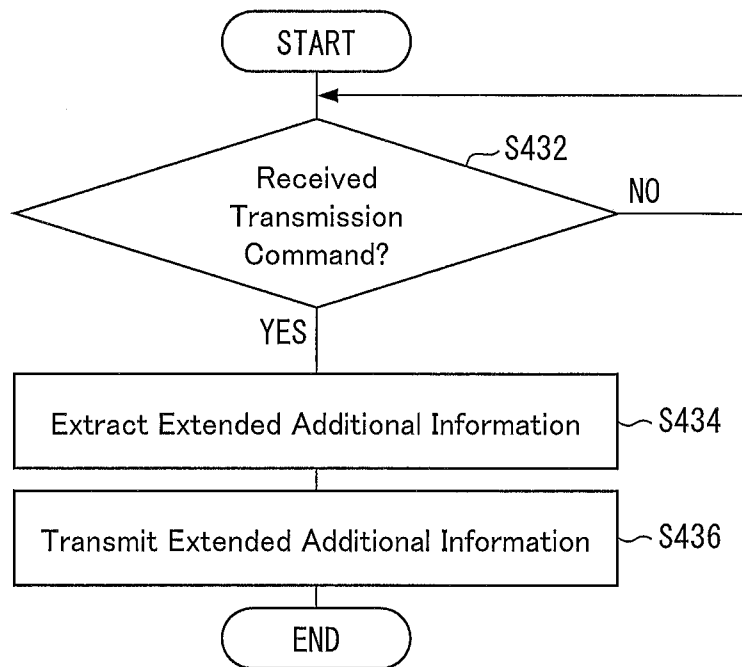 START
S432
Received
Transmission
Command?
NO
YES
Extract Extended Additional Information
S434
Transmit Extended Additional Information
S436
END